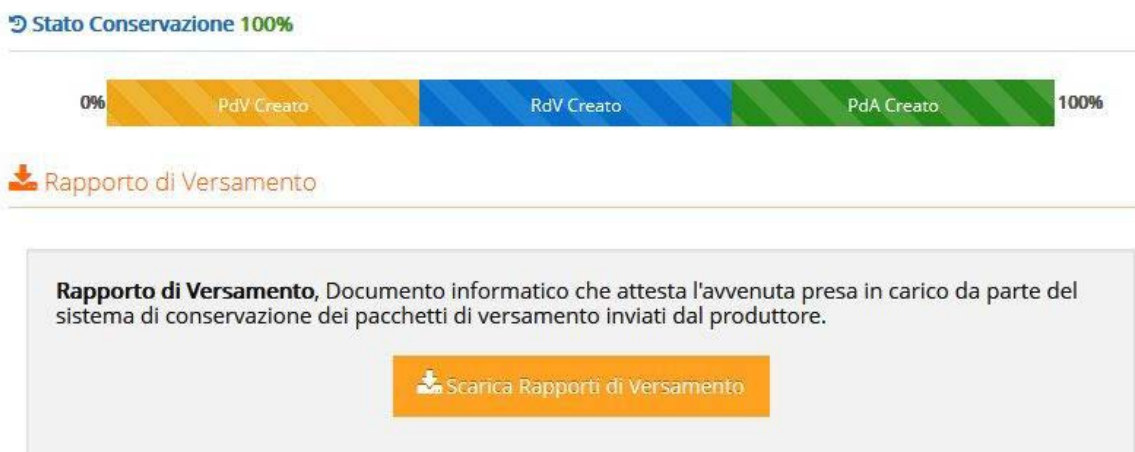 Stato Conservazione 100%
0% PdV Creato RdV Creato PdA Creato 100%
Rapporto di Versamento
Rapporto di Versamento, Documento informatico che attesta l'avvenuta presa in carico da parte del
sistema di conservazione dei pacchetti di versamento inviati dal produttore.
Scarica Rapporti di Versamento